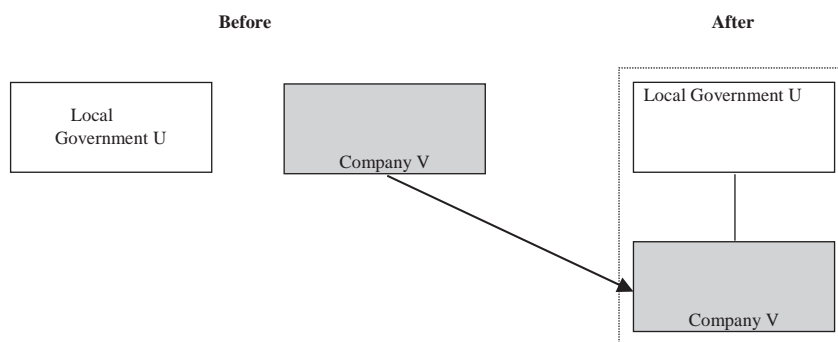 Before
After
Local
Government U
Company V
Local Government U
Company V